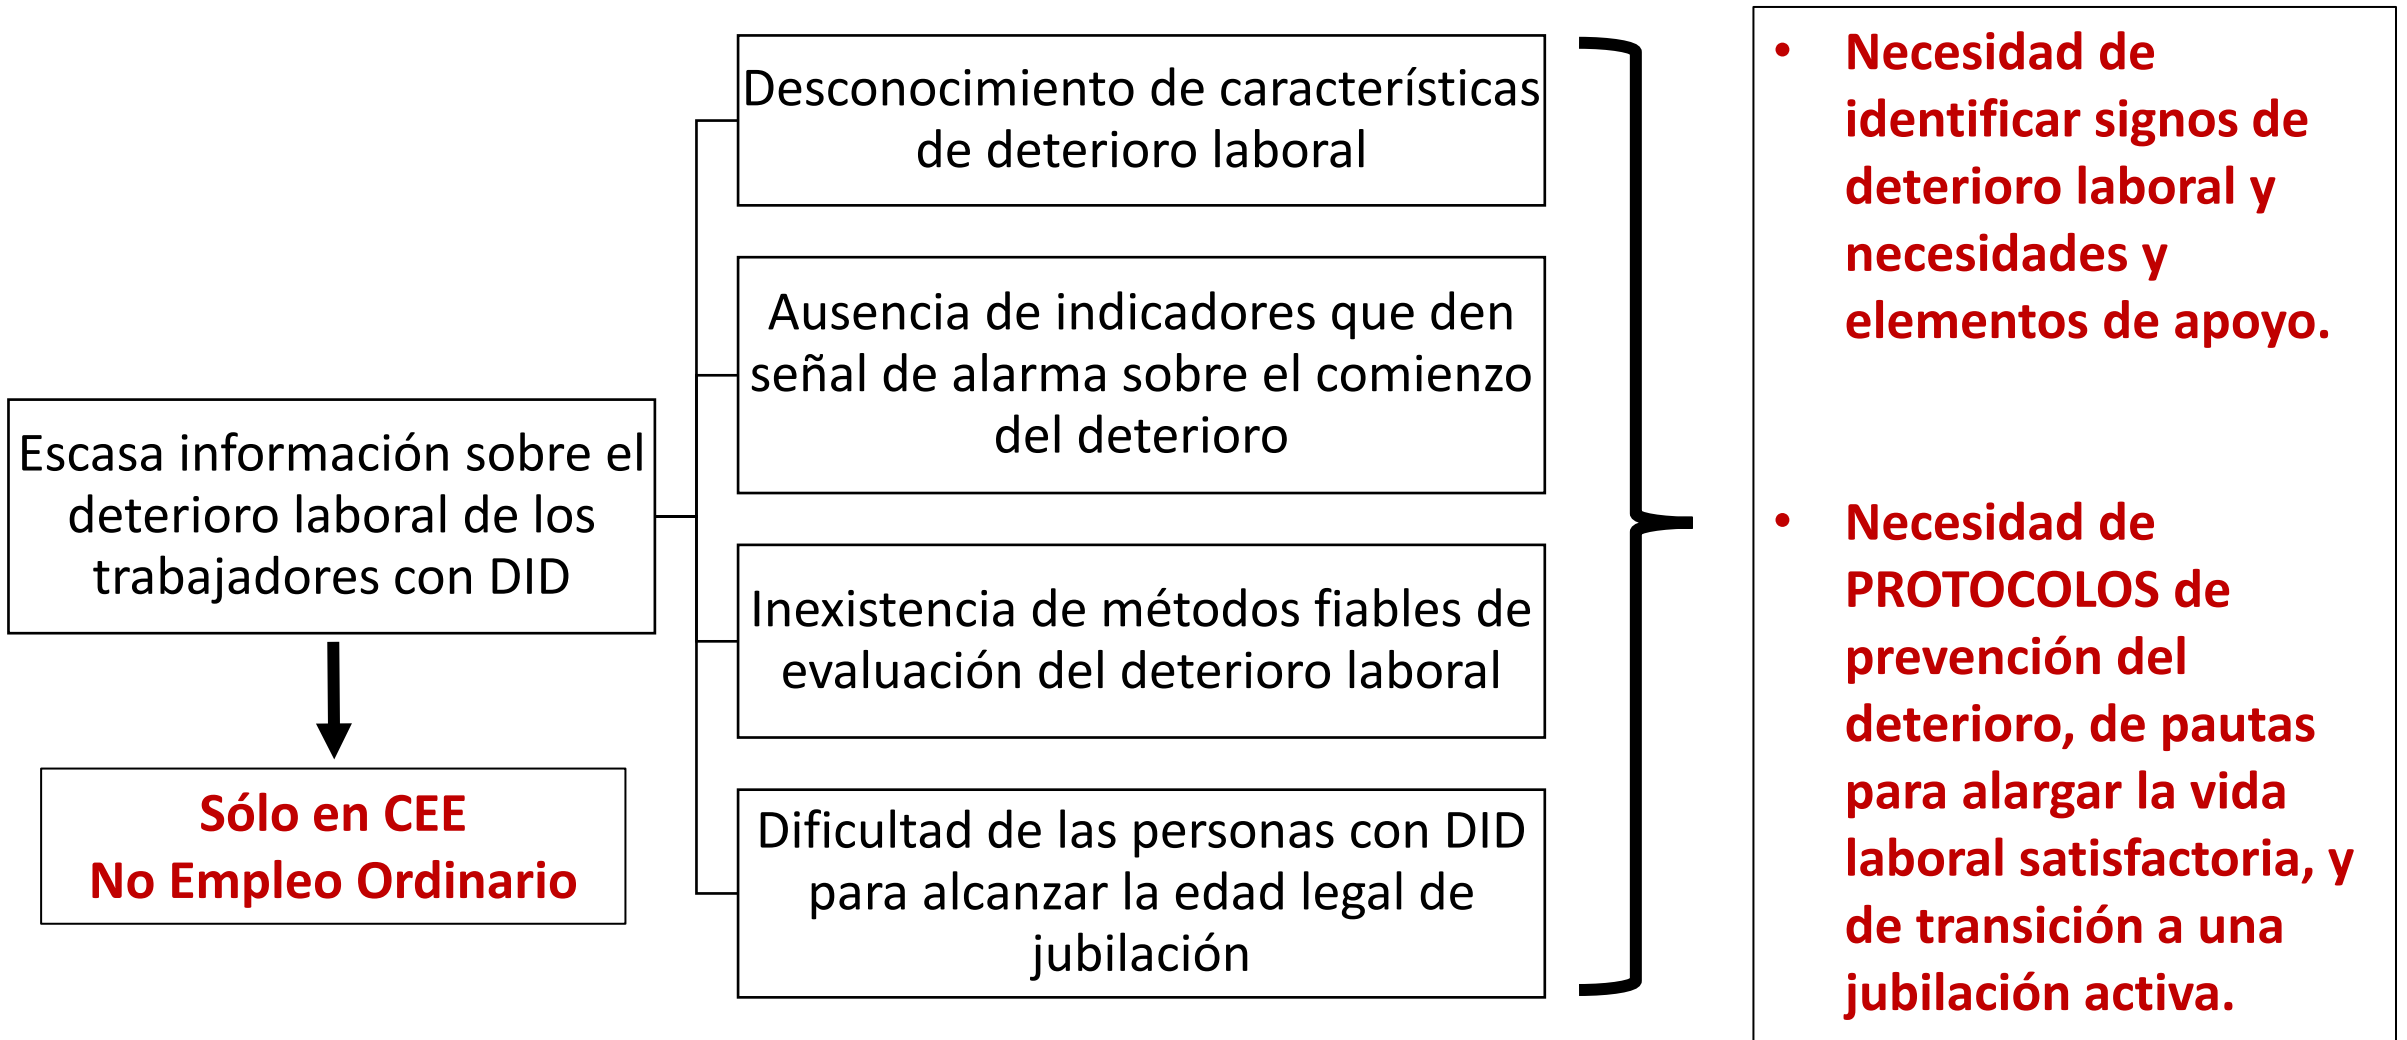 Escasa información sobre el
deterioro laboral de los
trabajadores con DID
Sólo en CEE
No Empleo Ordinario
Desconocimiento de características
de deterioro laboral
Ausencia de indicadores que den
señal de alarma sobre el comienzo
del deterioro
Inexistencia de métodos fiables de
evaluación del deterioro laboral
Dificultad de las personas con DID
para alcanzar la edad legal de
jubilación
• Necesidad de
identificar signos de
deterioro laboral y
necesidades y
elementos de apoyo.
• Necesidad de
PROTOCOLOS de
prevención del
deterioro, de pautas
para alargar la vida
laboral satisfactoria, y
de transición a una
jubilación activa.